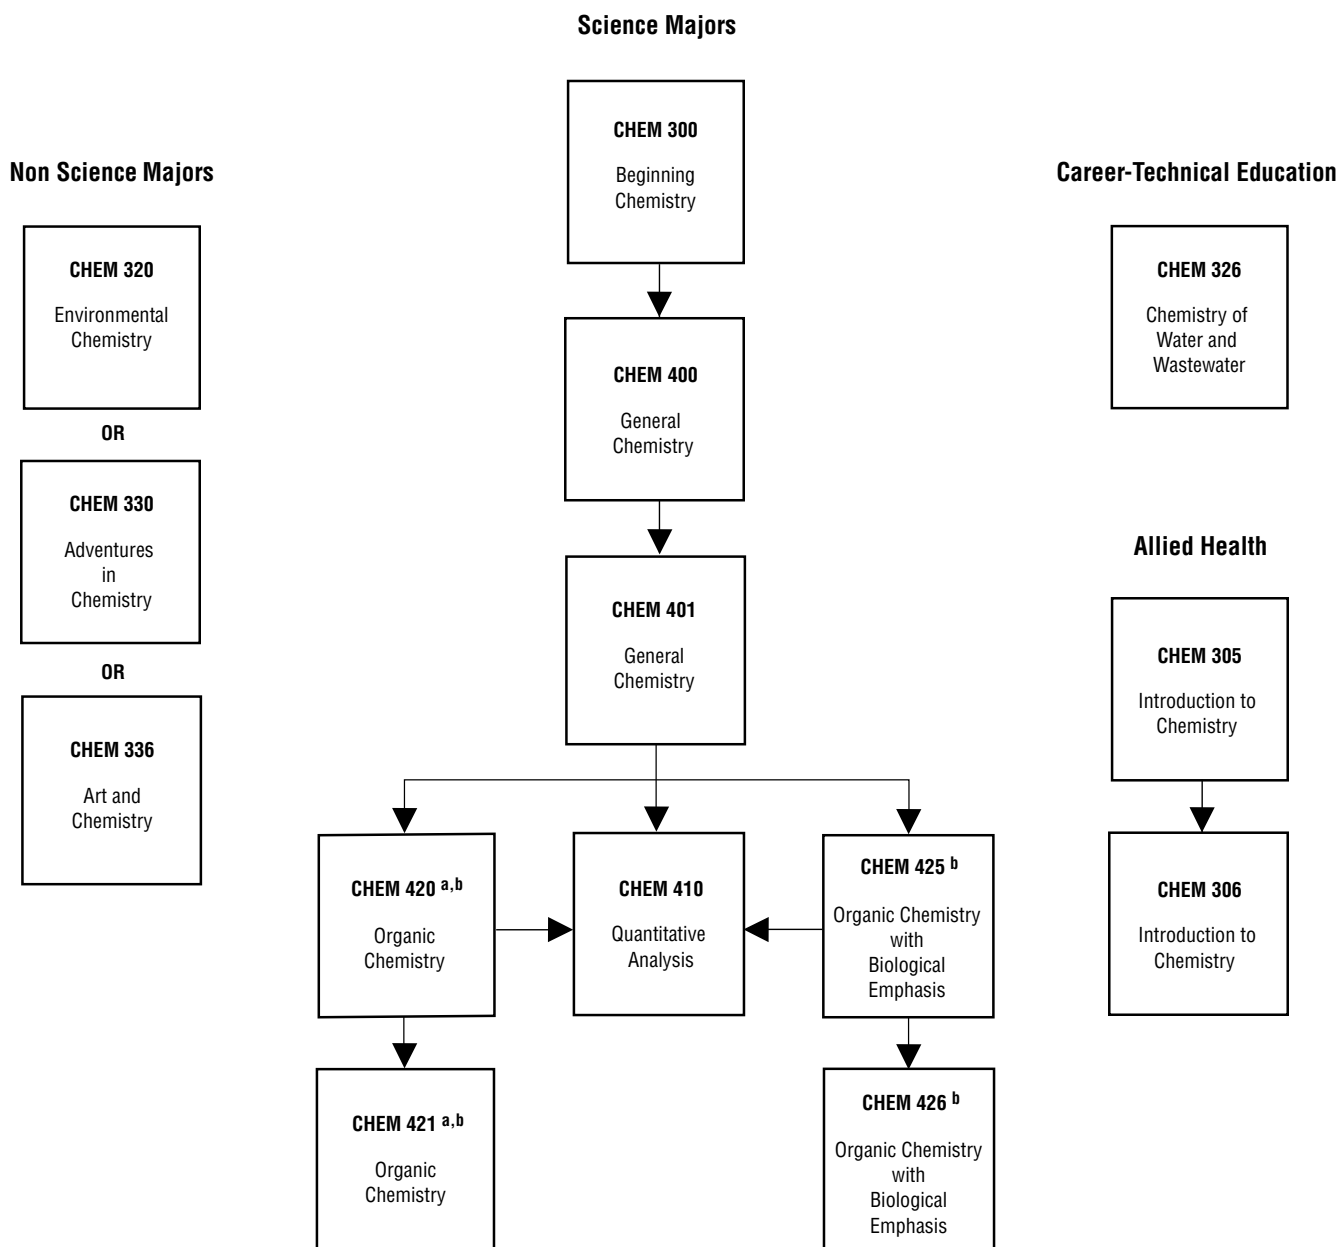 Science Majors
CHEM 300
Beginning
Chemistry
Non Science Majors
CHEM 320
Environmental
Chemistry
OR
CHEM 330
Adventures
in
Chemistry
OR
CHEM 336
Art and
Chemistry
CHEM 400
General
Chemistry
CHEM 401
General
Chemistry
CHEM 420 a,b
Organic
Chemistry
CHEM 410
Quantitative
Analysis
CHEM 425 b
Organic Chemistry
with
Biological
Emphasis
CHEM 421 a,b
Organic
Chemistry
CHEM 426 b
Organic Chemistry
with
Biological
Emphasis
Career-Technical Education
CHEM 326
Chemistry of
Water and
Wastewater
Allied Health
CHEM 305
Introduction to
Chemistry
CHEM 306
Introduction to
Chemistry